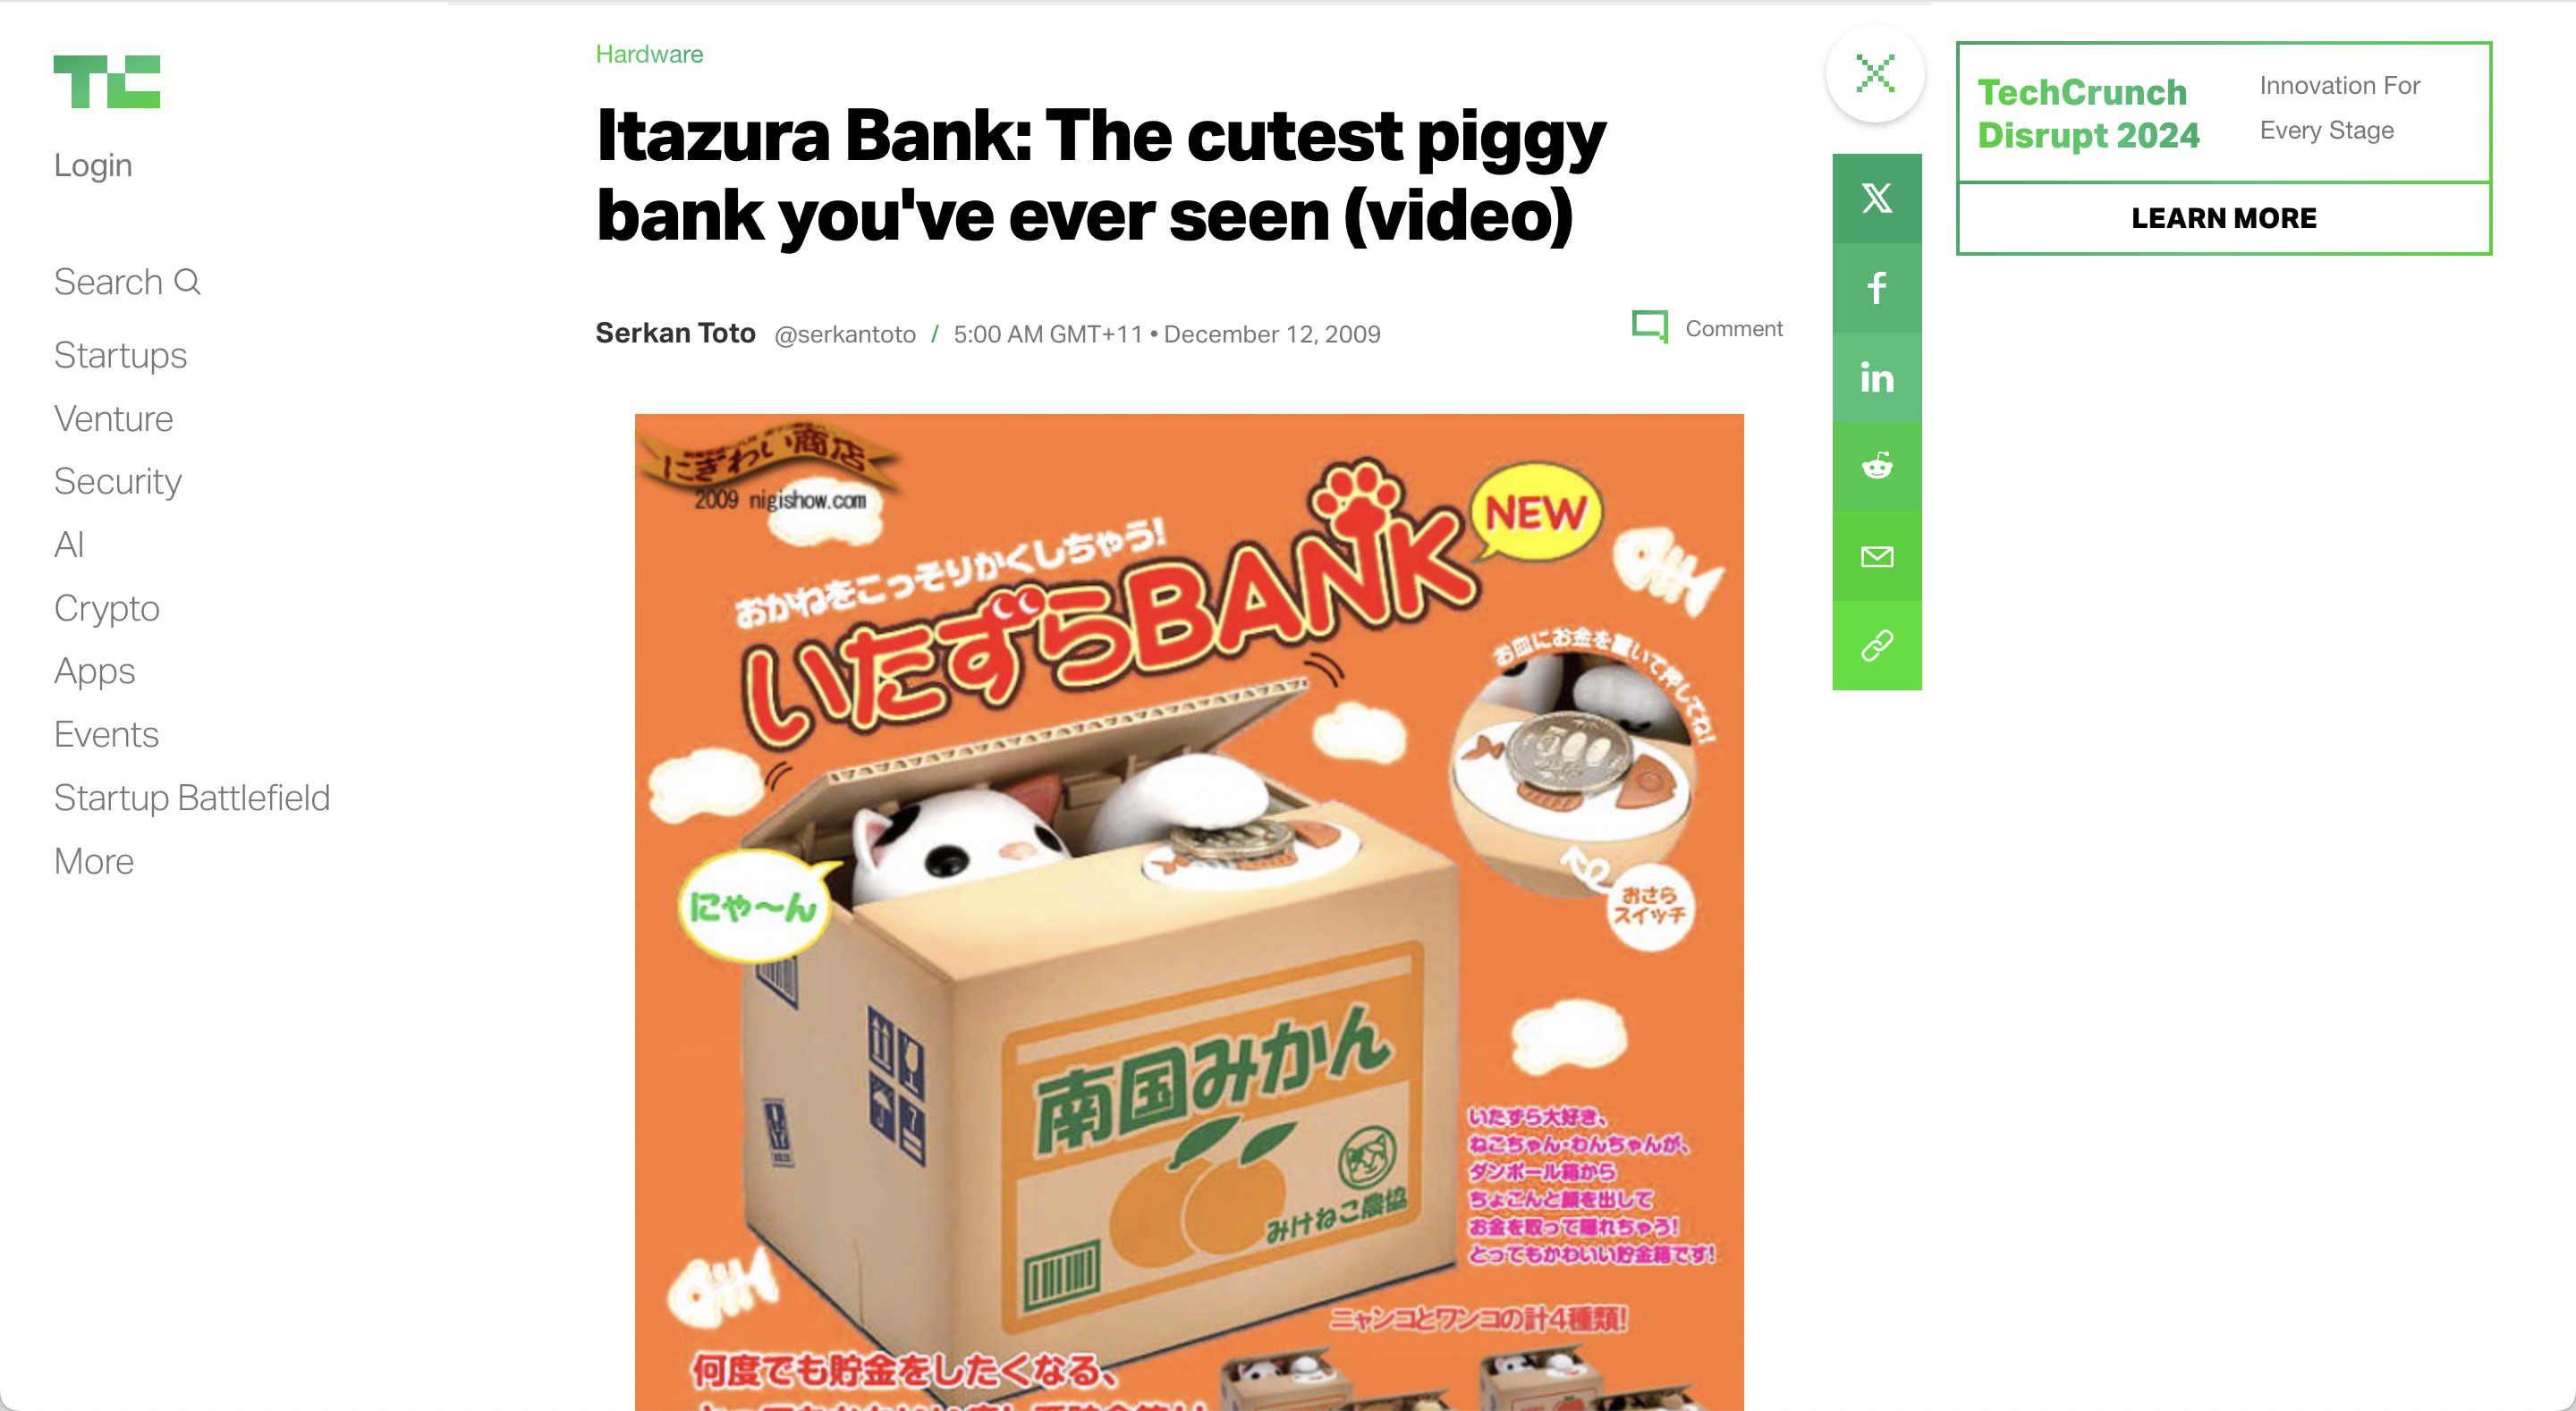 TC
Login
Search
Startups
Venture
Security
AI
Crypto
Apps
Events
Startup Battlefield
More
Hardware
Itazura Bank: The cutest piggy
bank you've ever seen (video)
Serkan Toto @serkantoto / 5:00 AM GMT+11 • December 12, 2009
Comment
にぎわい商店
2009 nigishow.com
おかねをこっそりかくしちゃう!
いたずらBANK
NEW
お皿にお金を置いて押してね!
500
おさら
スイッチ
にゃ〜ん
南国みかん
みけねこ農協
いたずら大好き、
ねこちゃん・わんちゃんが、
ダンボール箱から
ちょこんと顔を出して
お金を取って隠れちゃう!
とってもかわいい貯金箱です!
ニャンコとワンコの計4種類!
何度でも貯金をしたくなる、
X
f
in
TechCrunch
Disrupt 2024
Innovation For
Every Stage
LEARN MORE